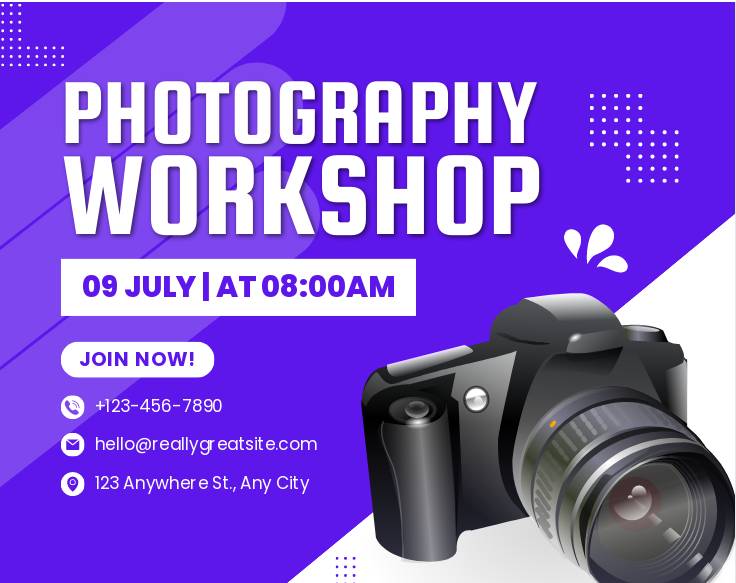 PHOTOGRAPHY
WORKSHOP
09 JULY | AT 08:00AM
JOIN NOW!
+123-456-7890
hello@reallygreatsite.com
123 Anywhere St., Any City